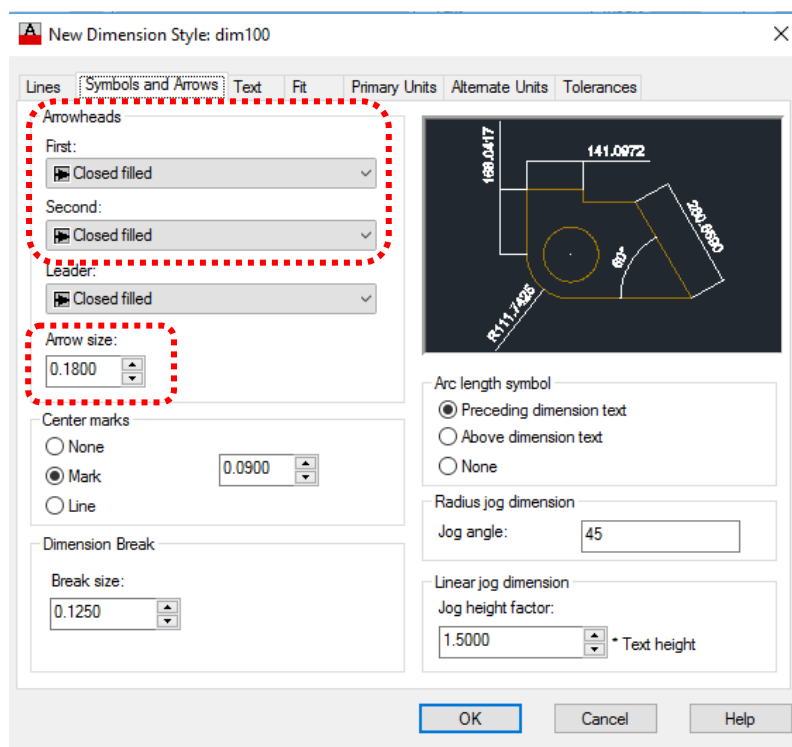 New Dimension Style: dim100
Lines Symbols and Arrows Text Fit Primary Units Alternate Units Tolerances
Arrowheads
First:
Closed filled
Second:
Closed filled
Leader:
Closed filled
Arrow size:
0.1800
Center marks
None
Mark
0.0900
Line
Dimension Break
Break size:
0.1250
168.0417
141.0972
280.6590
60°
R111.7425
Arc length symbol
Preceding dimension text
Above dimension text
None
Radius jog dimension
Jog angle:
45
Linear jog dimension
Jog height factor:
1.5000
* Text height
OK Cancel Help